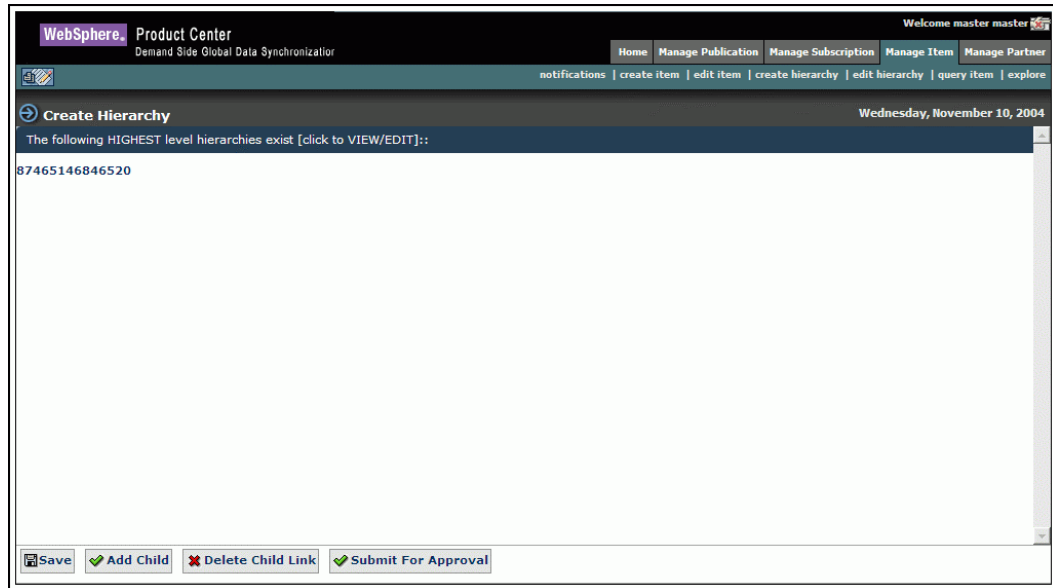 Welcome master master
WebSphere. Product Center
Demand Side Global Data Synchronizatior
Home Manage Publication Manage Subscription Manage Item Manage Partner
notifications | create item | edit item | create hierarchy | edit hierarchy | query item | explore
Create Hierarchy Wednesday, November 10, 2004
The following HIGHEST level hierarchies exist [click to VIEW/EDIT]::
87465146846520
Save Add Child Delete Child Link Submit For Approval